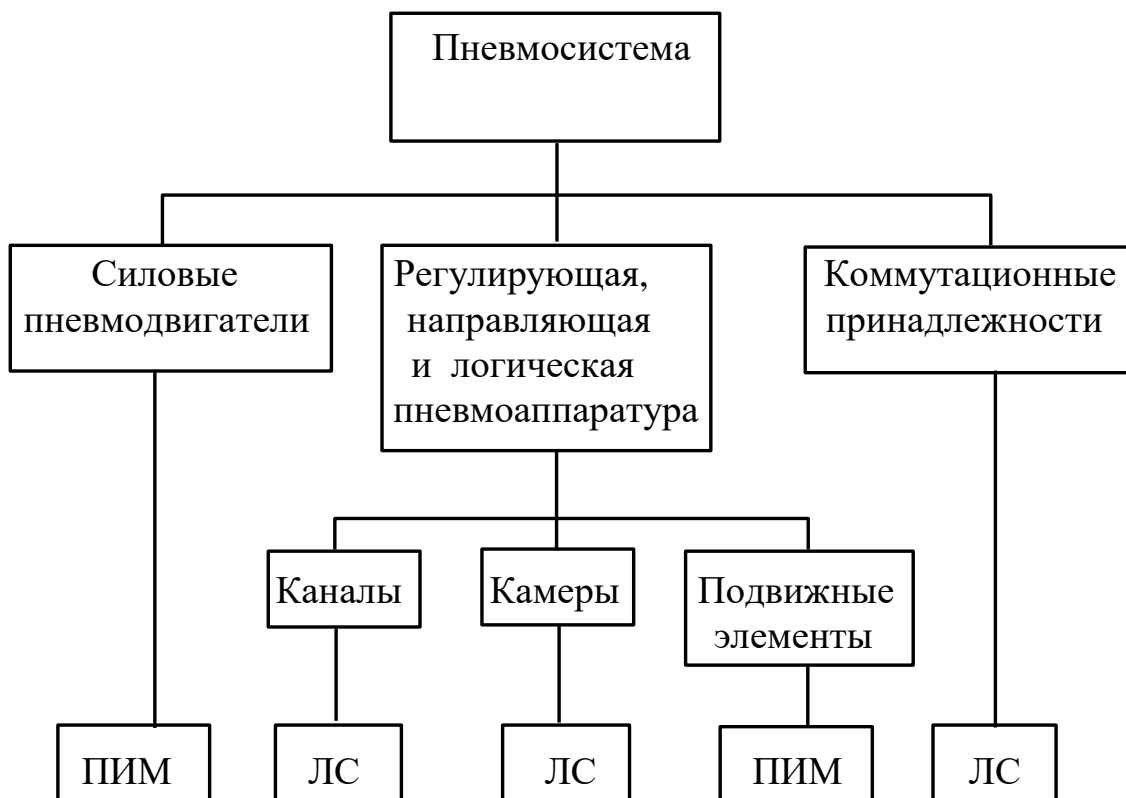 Пневмосистема
Силовые
пневмодвигатели
Регулирующая,
направляющая
и логическая
пневмоаппаратура
Коммутационные
принадлежности
Каналы
Камеры
Подвижные
элементы
ПИМ
ЛС
ЛС
ПИМ
ЛС